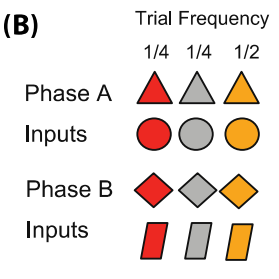 (B)
Trial Frequency
1/4 1/4 1/2
Phase A
Inputs
Phase B
Inputs